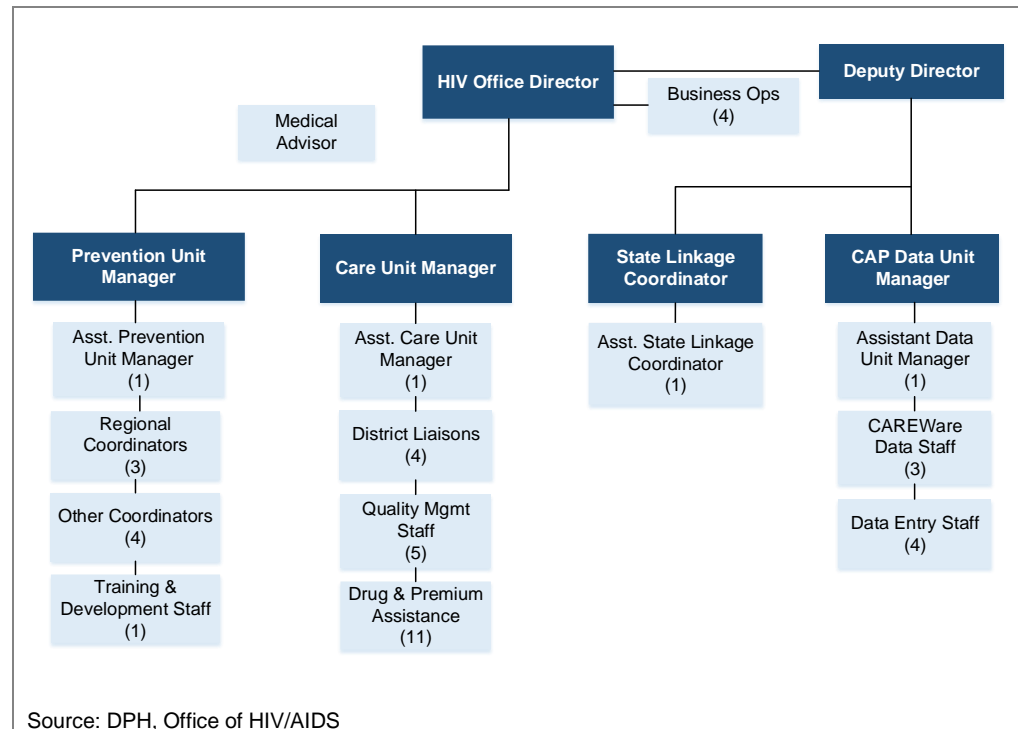 HIV Office Director
Deputy Director
Business Ops
(4)
Medical
Advisor
Prevention Unit
Manager
Care Unit Manager
State Linkage
Coordinator
CAP Data Unit
Manager
Asst. Prevention
Unit Manager
(1)
Regional
Coordinators
(3)
Other Coordinators
(4)
Training &
Development Staff
(1)
Asst. Care Unit
Manager
(1)
District Liaisons
(4)
Quality Mgmt
Staff
(5)
Drug & Premium
Assistance
(11)
Asst. State Linkage
Coordinator
(1)
Assistant Data
Unit Manager
(1)
CAREWare
Data Staff
(3)
Data Entry Staff
(4)
Source: DPH, Office of HIV/AIDS